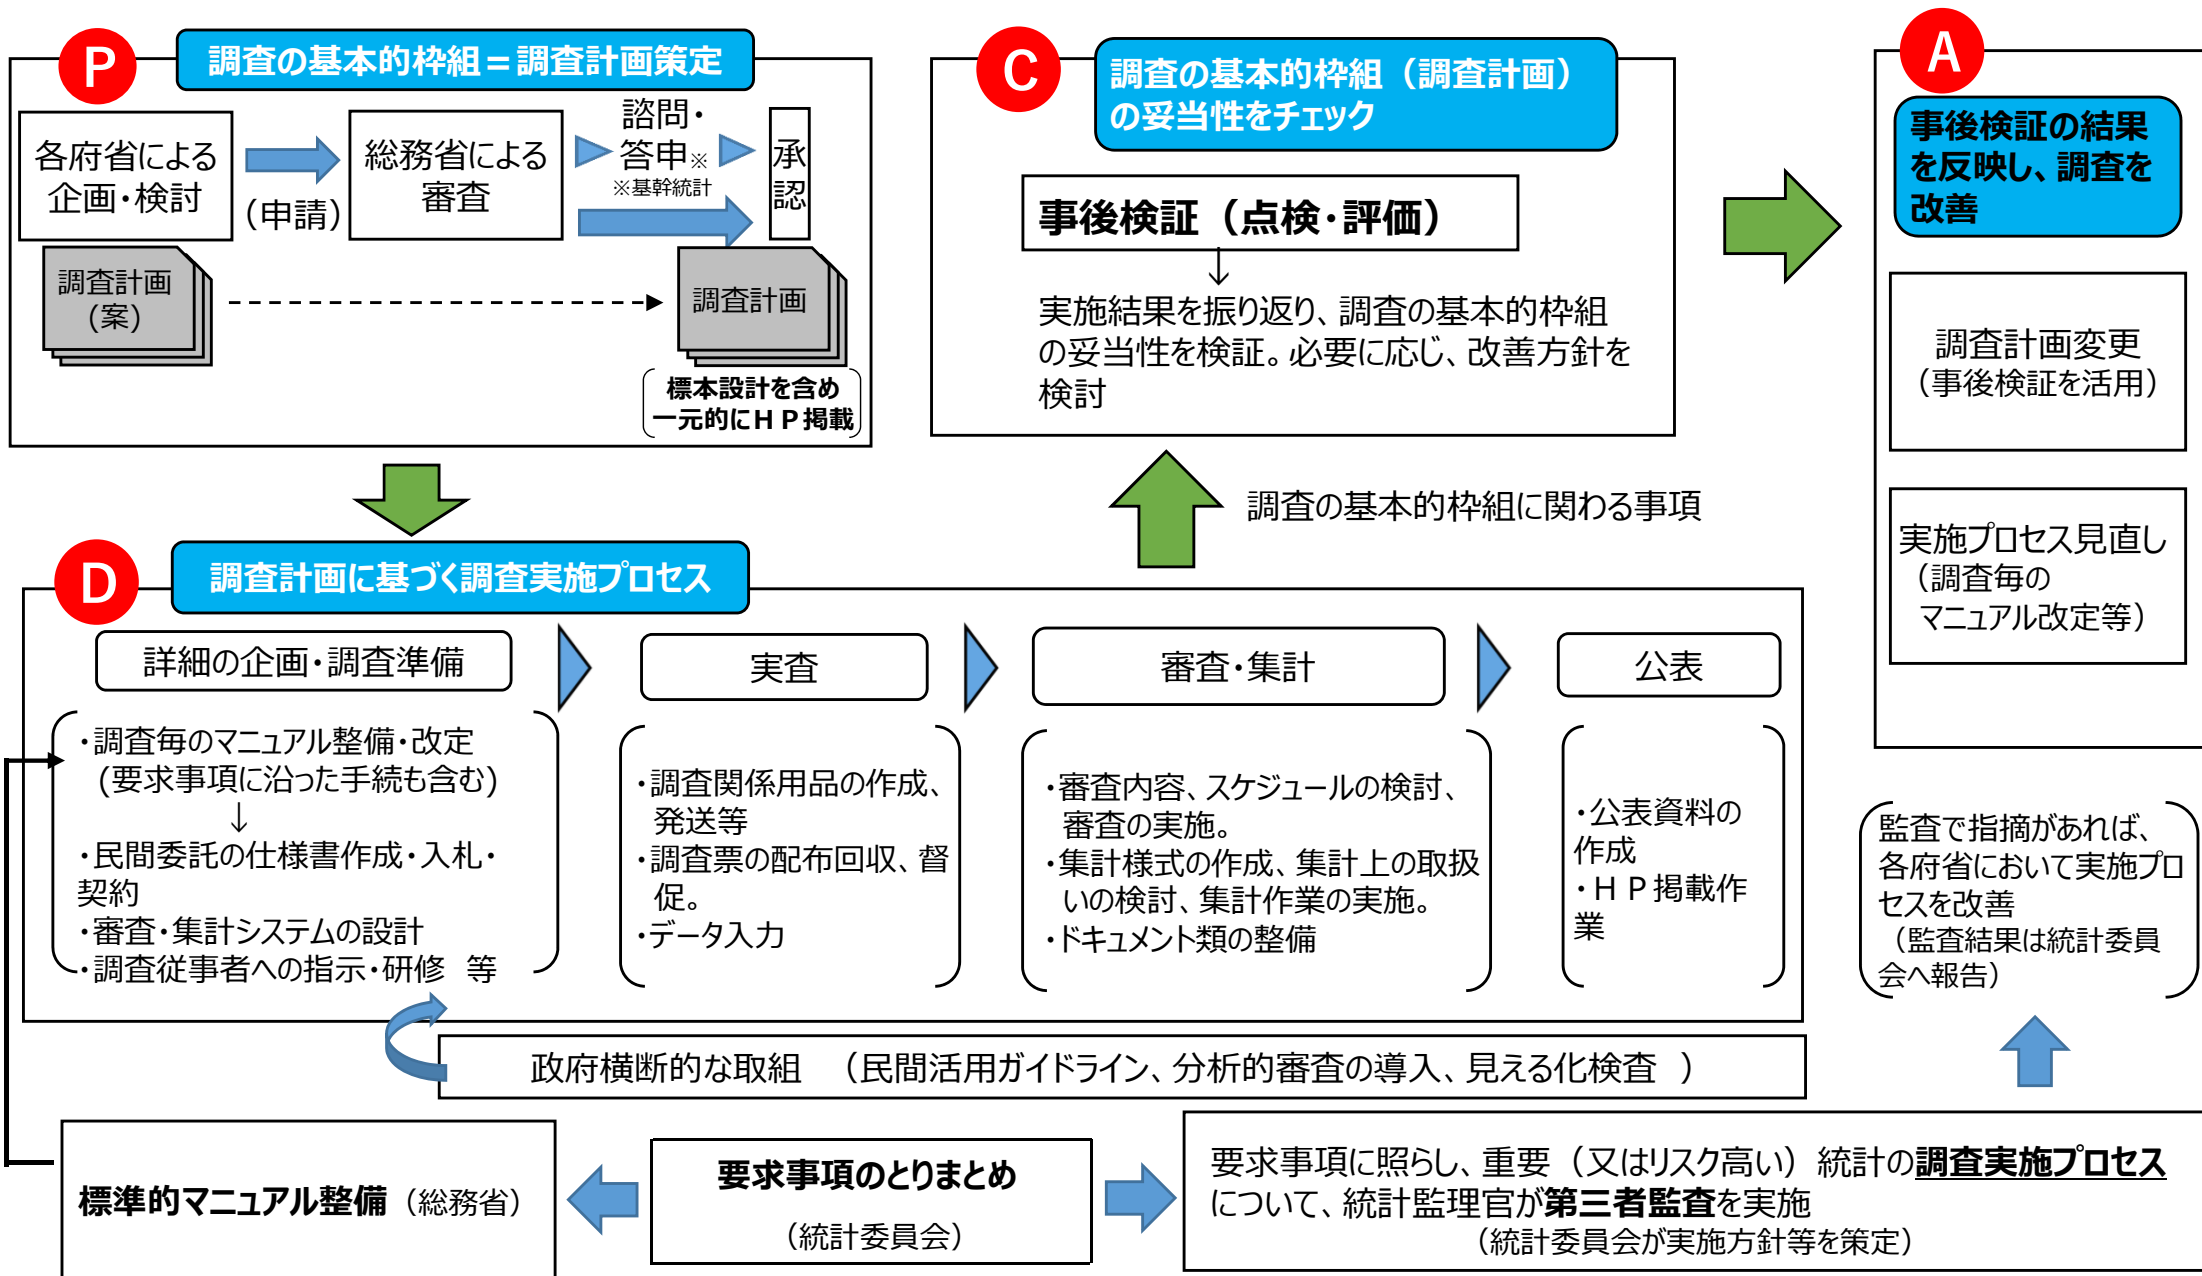 P
調査の基本的枠組＝調査計画策定
各府省による
企画・検討
（申請）
総務省による
審査
諮問・
答申※
※基幹統計
承
認
調査計画
（案）
調査計画
標本設計を含め
一元的にＨＰ掲載
C
調査の基本的枠組（調査計画）
の妥当性をチェック
事後検証（点検・評価）
↓
実施結果を振り返り、調査の基本的枠組
の妥当性を検証。必要に応じ、改善方針を
検討
A
事後検証の結果
を反映し、調査を
改善
調査計画変更
（事後検証を活用）
実施プロセス見直し
（調査毎の
マニュアル改定等）
調査の基本的枠組に関わる事項
D
調査計画に基づく調査実施プロセス
詳細の企画・調査準備
・調査毎のマニュアル整備・改定
(要求事項に沿った手続も含む)
↓
・民間委託の仕様書作成・入札・
契約
・審査・集計システムの設計
・調査従事者への指示・研修　等
実査
・調査関係用品の作成、
発送等
・調査票の配布回収、督
促。
・データ入力
審査・集計
・審査内容、スケジュールの検討、
審査の実施。
・集計様式の作成、集計上の取扱
いの検討、集計作業の実施。
・ドキュメント類の整備
公表
・公表資料の
作成
・ＨＰ掲載作
業
監査で指摘があれば、
各府省において実施プロ
セスを改善
（監査結果は統計委員
会へ報告）
政府横断的な取組　（民間活用ガイドライン、分析的審査の導入、見える化検査　）
標準的マニュアル整備（総務省）
要求事項のとりまとめ
（統計委員会）
要求事項に照らし、重要（又はリスク高い）統計の調査実施プロセス
について、統計監理官が第三者監査を実施
（統計委員会が実施方針等を策定）